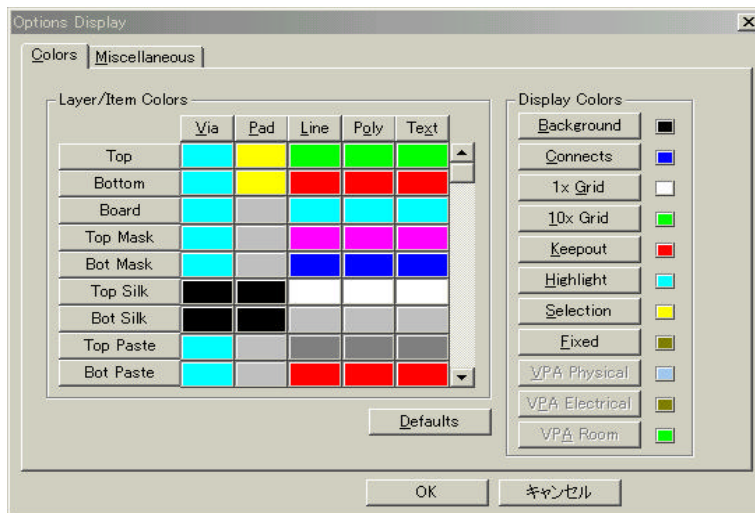 Options Display
Colors Miscellaneous
Layer/Item Colors
Via Pad Line Poly Text
Top
Bottom
Board
Top Mask
Bot Mask
Top Silk
Bot Silk
Top Paste
Bot Paste
Defaults
Display Colors
Background
Connects
1x Grid
10x Grid
Keepout
Highlight
Selection
Fixed
VPA Physical
VPA Electrical
VPA Room
OK キャンセル